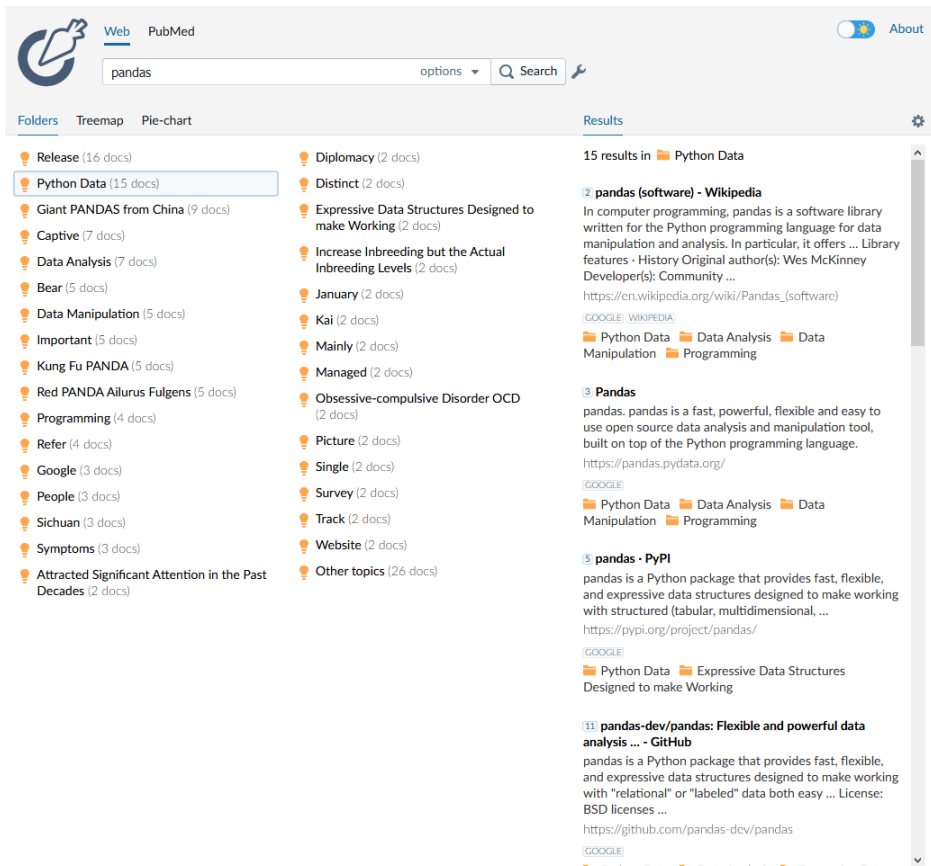 Web PubMed
About
pandas options Search
Folders Treemap Pie-chart
Release (16 docs)
Python Data (15 docs)
Giant PANDAS from China (9 docs)
Captive (7 docs)
Data Analysis (7 docs)
Bear (5 docs)
Data Manipulation (5 docs)
Important (5 docs)
Kung Fu PANDA (5 docs)
Red PANDA Ailurus Fulgens (5 docs)
Programming (4 docs)
Refer (4 docs)
Google (3 docs)
People (3 docs)
Sichuan (3 docs)
Symptoms (3 docs)
Attracted Significant Attention in the Past
Decades (2 docs)
Diplomacy (2 docs)
Distinct (2 docs)
Expressive Data Structures Designed to
make Working (2 docs)
Increase Inbreeding but the Actual
Inbreeding Levels (2 docs)
January (2 docs)
Kai (2 docs)
Mainly (2 docs)
Managed (2 docs)
Obsessive-compulsive Disorder OCD
(2 docs)
Picture (2 docs)
Single (2 docs)
Survey (2 docs)
Track (2 docs)
Website (2 docs)
Other topics (26 docs)
Results
15 results in Python Data
2 pandas (software) - Wikipedia
In computer programming, pandas is a software library
written for the Python programming language for data
manipulation and analysis. In particular, it offers ... Library
features · History Original author(s): Wes McKinney
Developer(s): Community ...
https://en.wikipedia.org/wiki/Pandas_(software)
GOOGLE WIKIPEDIA
Python Data Data Analysis Data
Manipulation Programming
3 Pandas
pandas. pandas is a fast, powerful, flexible and easy to
use open source data analysis and manipulation tool,
built on top of the Python programming language.
https://pandas.pydata.org/
GOOGLE
Python Data Data Analysis Data
Manipulation Programming
5 pandas · PyPI
pandas is a Python package that provides fast, flexible,
and expressive data structures designed to make working
with structured (tabular, multidimensional, ...
https://pypi.org/project/pandas/
GOOGLE
Python Data Expressive Data Structures
Designed to make Working
11 pandas-dev/pandas: Flexible and powerful data
analysis ... - GitHub
pandas is a Python package that provides fast, flexible,
and expressive data structures designed to make working
with "relational" or "labeled" data both easy ... License:
BSD licenses ...
https://github.com/pandas-dev/pandas
GOOGLE